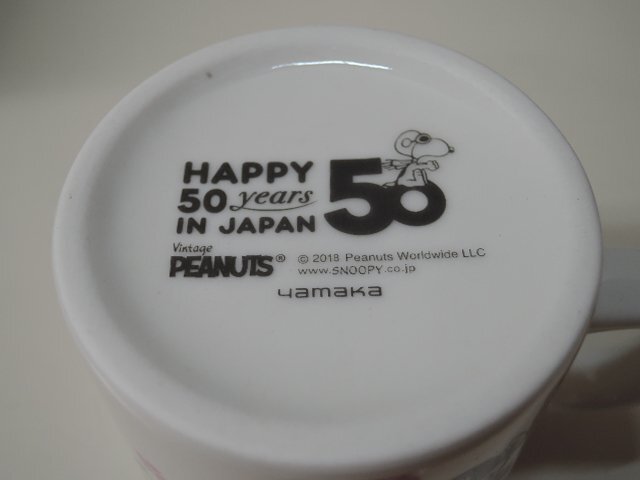 HAPPY
50 years
IN JAPAN
50
Vintage
PEANUTS®
© 2018 Peanuts Worldwide LLC
www.SNOOPY.co.jp
yamaka